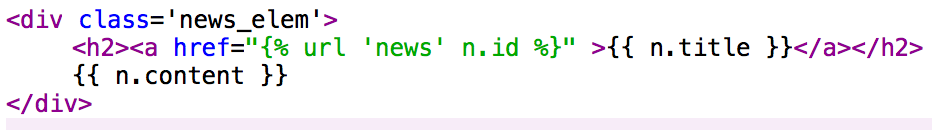 <div class='news_elem'>
<h2><a href="{% url 'news' n.id %}" >{{ n.title }}</a></h2>
{{ n.content }}
</div>